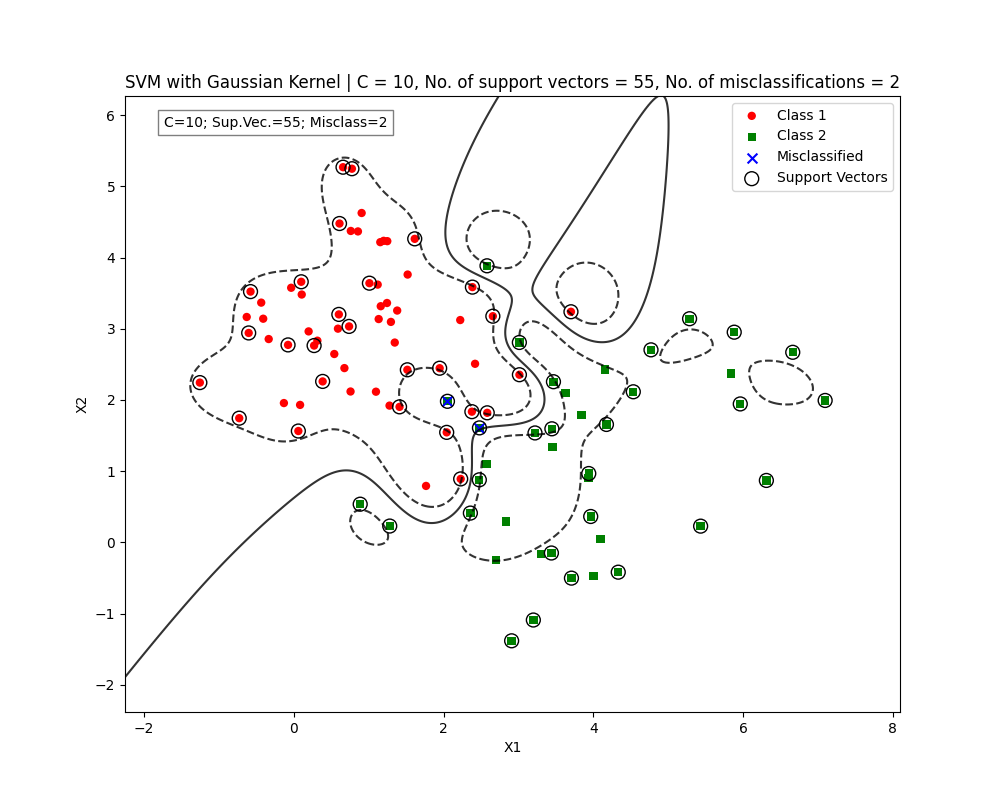 SVM with Gaussian Kernel | C = 10, No. of support vectors = 55, No. of misclassifications = 2
C=10; Sup.Vec.=55; Misclass=2
Class 1
Class 2
Misclassified
Support Vectors
6
5
4
3
2
1
0
−1
−2
X2
−2
0
2
4
6
8
X1